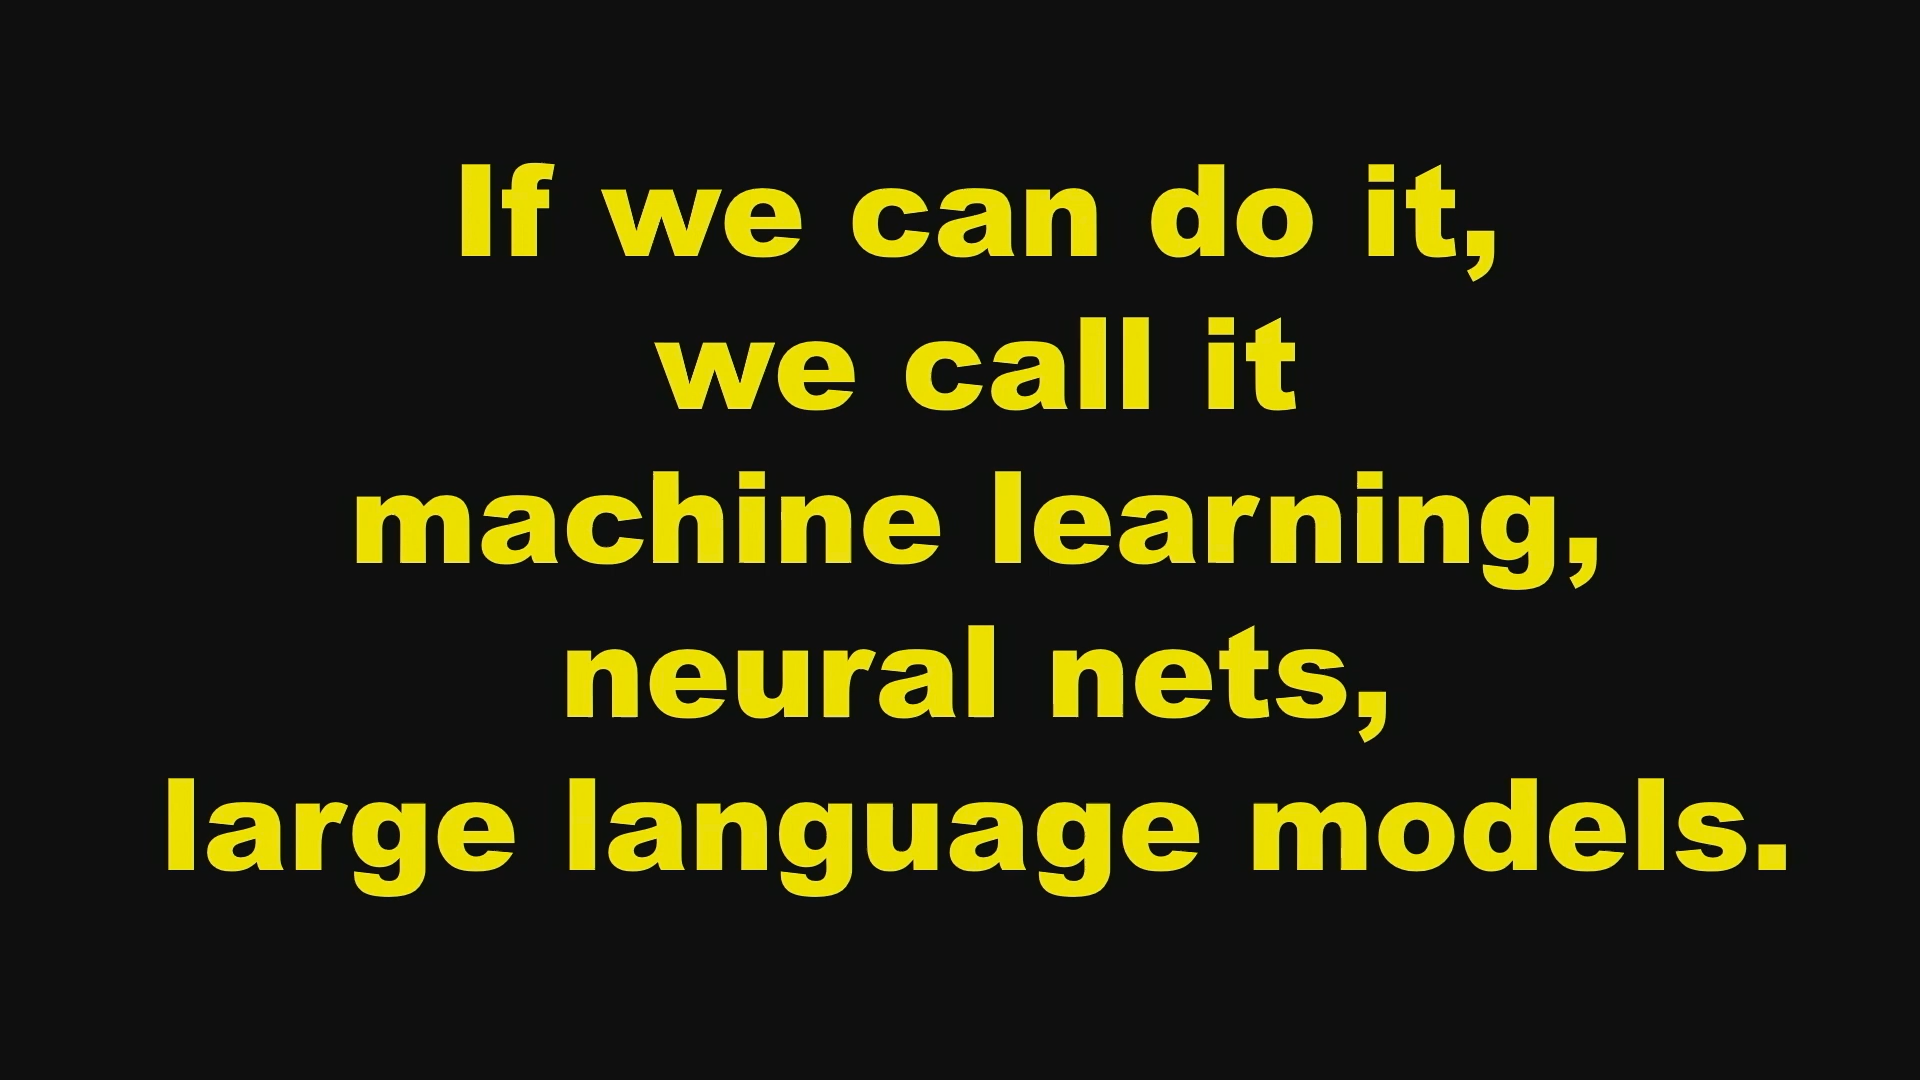 If we can do it,
we call it
machine learning,
neural nets,
large language models.